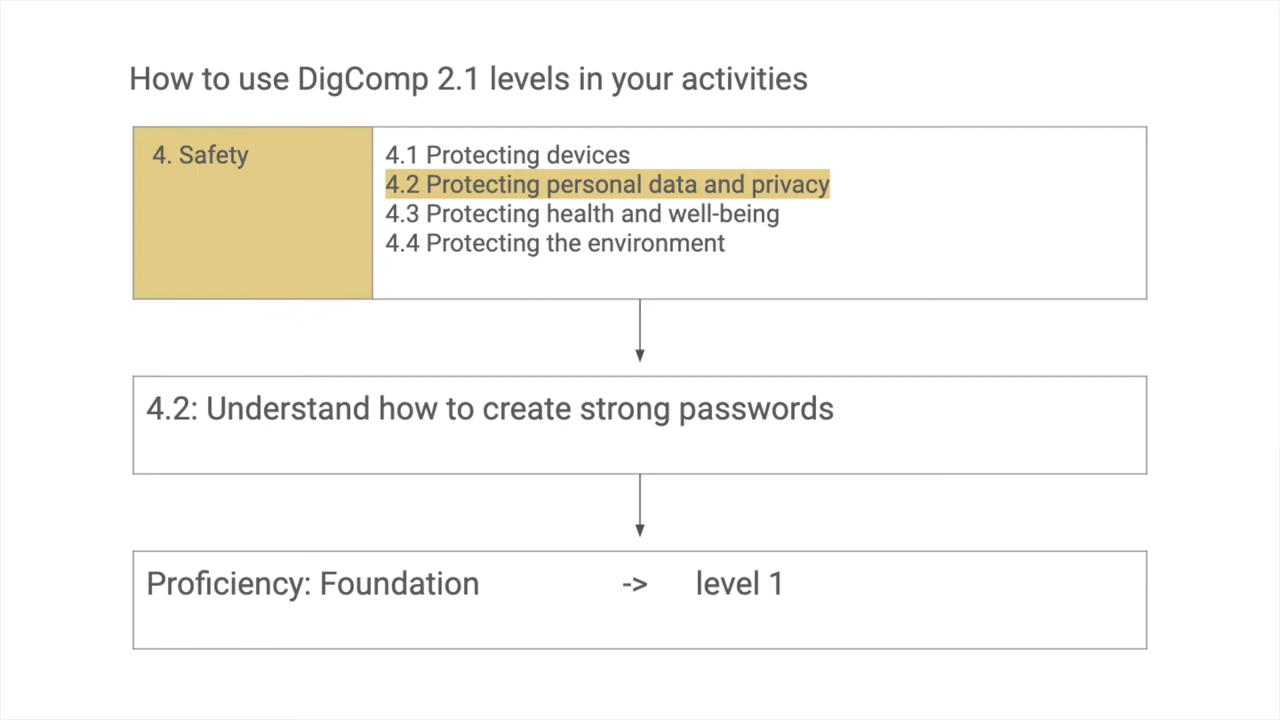 How to use DigComp 2.1 levels in your activities
4. Safety
4.1 Protecting devices
4.2 Protecting personal data and privacy
4.3 Protecting health and well-being
4.4 Protecting the environment
4.2: Understand how to create strong passwords
Proficiency: Foundation -> level 1